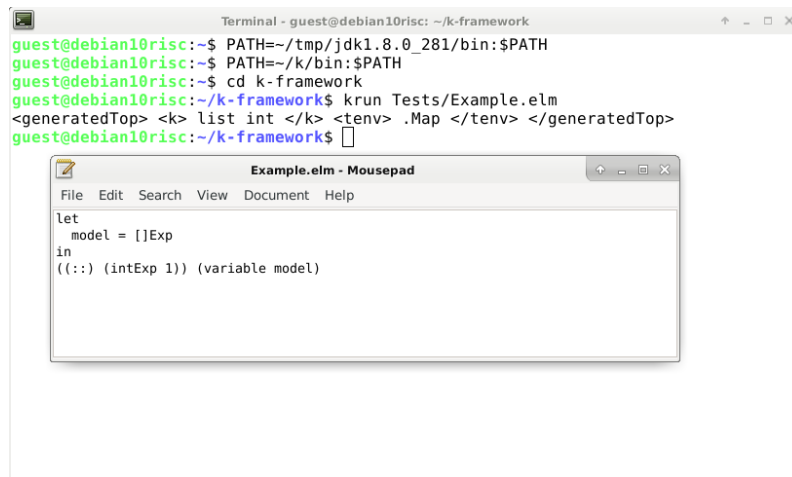 Terminal - guest@debian10risc: ~/k-framework
guest@debian10risc:~$ PATH=~/tmp/jdk1.8.0_281/bin:$PATH
guest@debian10risc:~$ PATH=~/k/bin:$PATH
guest@debian10risc:~$ cd k-framework
guest@debian10risc:~/k-framework$ krun Tests/Example.elm
<generatedTop> <k> list int </k> <tenv> .Map </tenv> </generatedTop>
guest@debian10risc:~/k-framework$
Example.elm - Mousepad
File Edit Search View Document Help
let
  model = []Exp
in
((::) (intExp 1)) (variable model)